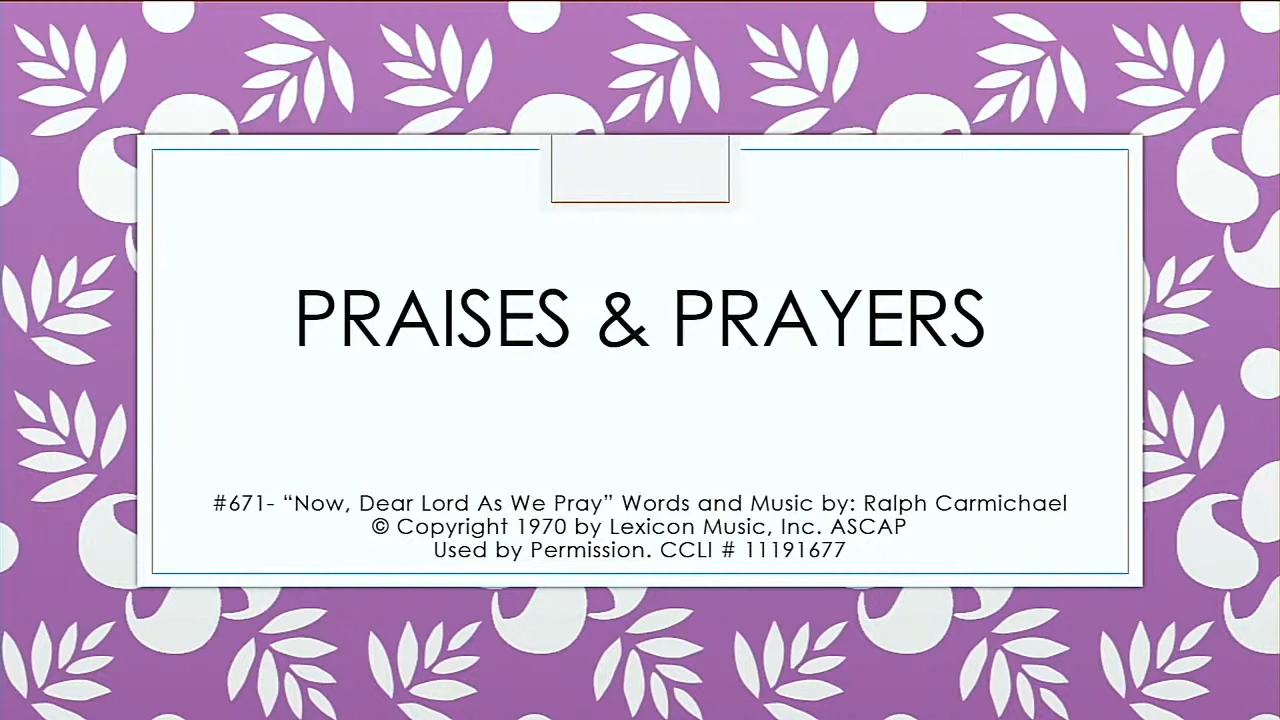 PRAISES & PRAYERS
#671- “Now, Dear Lord As We Pray” Words and Music by: Ralph Carmichael
© Copyright 1970 by Lexicon Music, Inc. ASCAP
Used by Permission. CCLI # 11191677